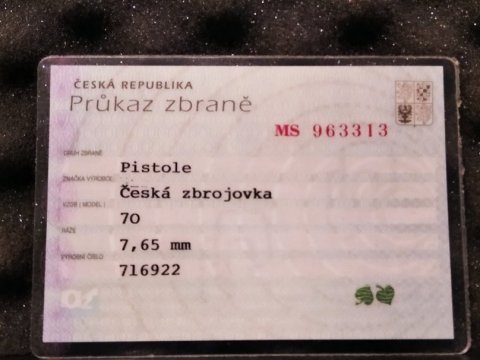 ČESKÁ REPUBLIKA
Průkaz zbraně
MS 963313
DRUH ZBRANĚ
Pistole
ZNAČKA VÝROBCE
Česká zbrojovka
VZOR (MODEL)
70
RÁŽE
7,65 mm
VÝROBNÍ ČÍSLO
716922